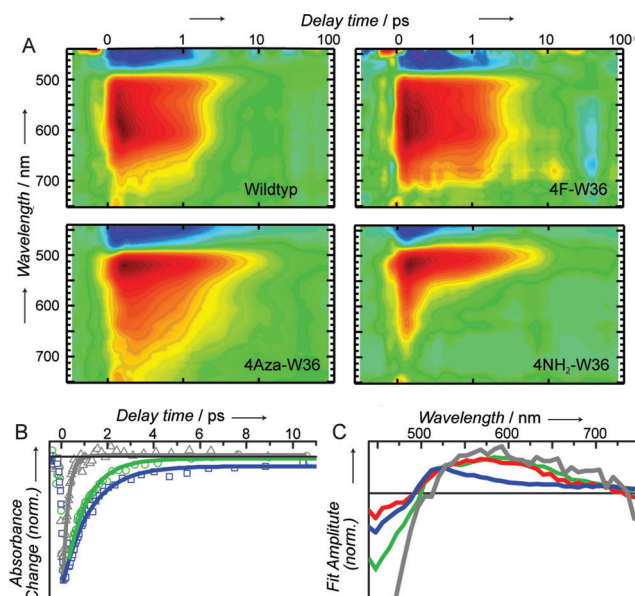 Delay time / ps
A
0 1 10 100 0 1 10 100
Wavelength / nm
500
600
700
Wildtyp
4F-W36
500
600
700
4Aza-W36
4NH₂-W36
B
Delay time / ps
0 2 4 6 8 10
Absorbance
Change (norm.)
C
Wavelength / nm
500 600 700
Fit Amplitude
(norm.)